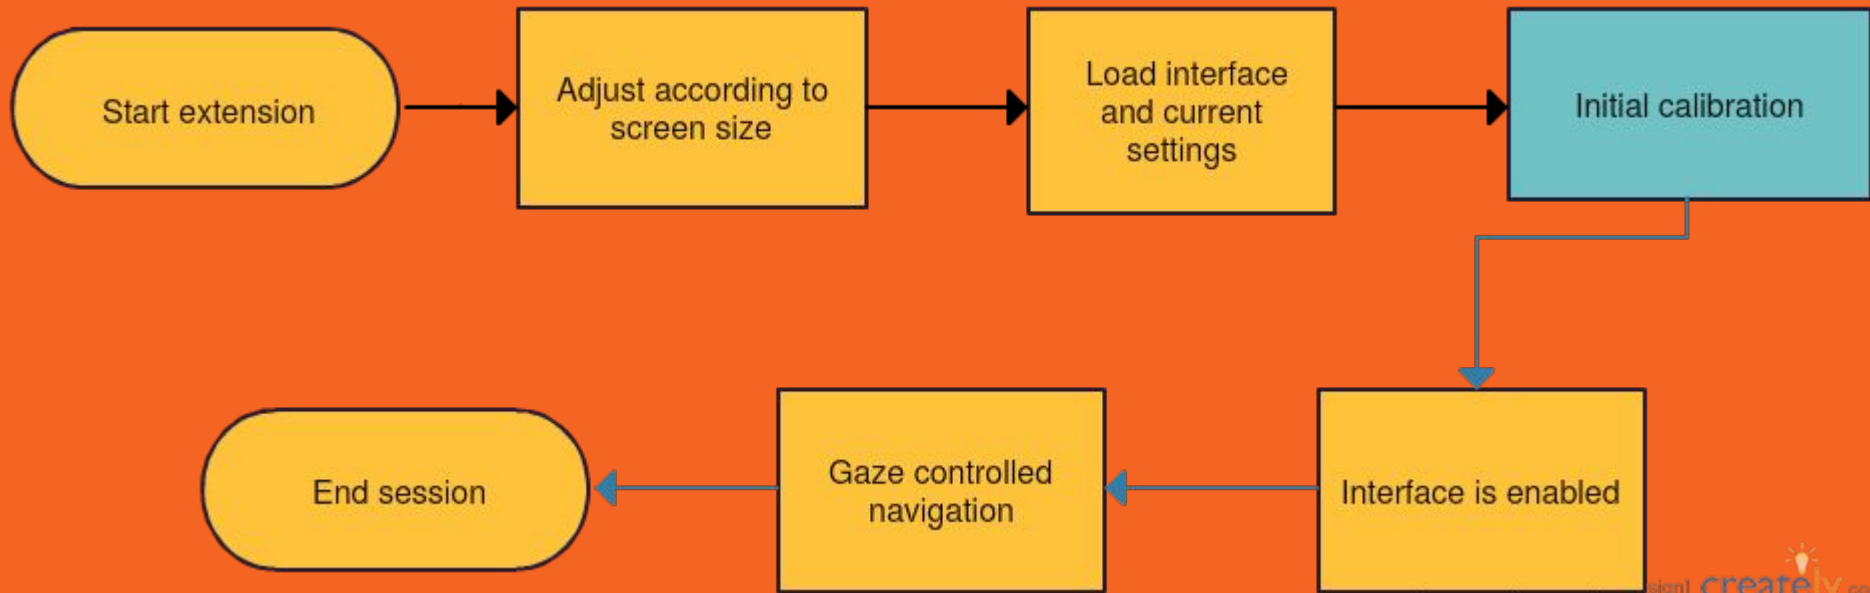 Start extension
Adjust according to
screen size
Load interface
and current
settings
Initial calibration
Interface is enabled
Gaze controlled
navigation
End session
creately